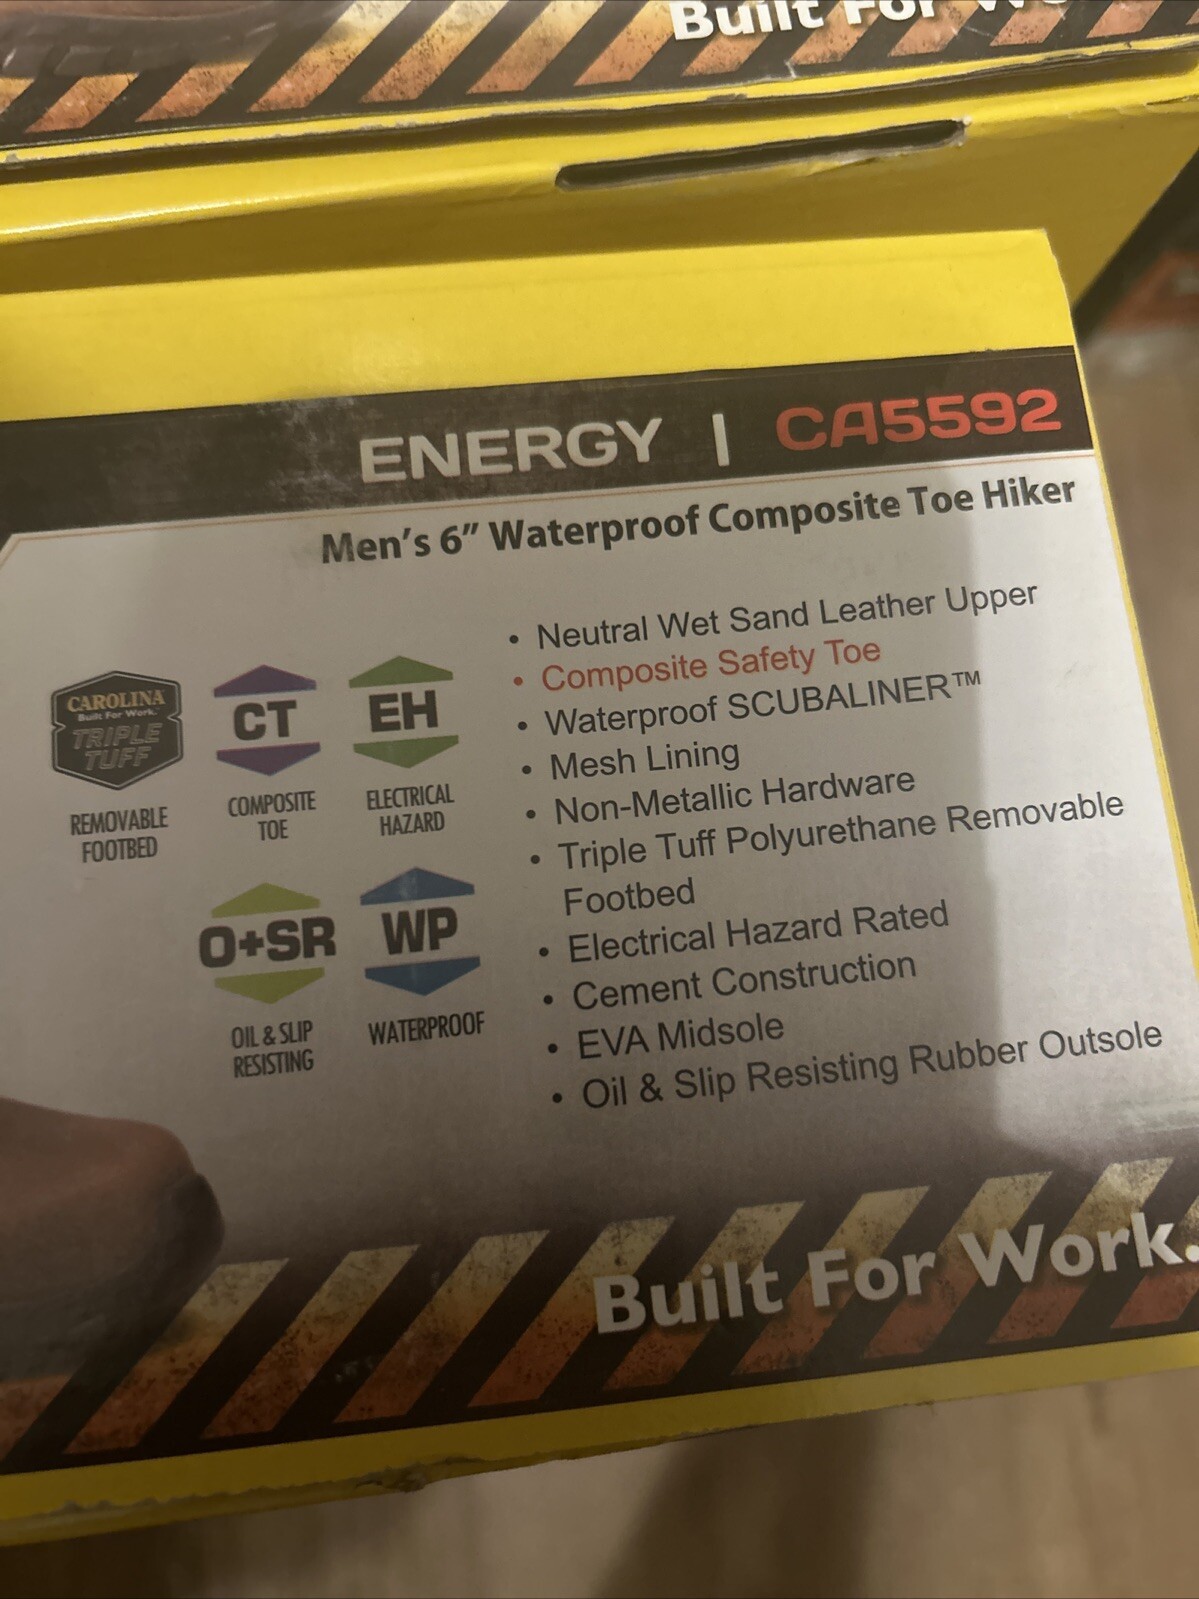 Built For Wo
ENERGY | CA5592
Men's 6" Waterproof Composite Toe Hiker
CAROLINA
Built For Work.
TRIPLE
TUFF
REMOVABLE
FOOTBED
CT
COMPOSITE
TOE
EH
ELECTRICAL
HAZARD
O+SR
OIL & SLIP
RESISTING
WP
WATERPROOF
• Neutral Wet Sand Leather Upper
• Composite Safety Toe
• Waterproof SCUBALINER™
• Mesh Lining
• Non-Metallic Hardware
• Triple Tuff Polyurethane Removable
Footbed
• Electrical Hazard Rated
• Cement Construction
• EVA Midsole
• Oil & Slip Resisting Rubber Outsole
Built For Work.